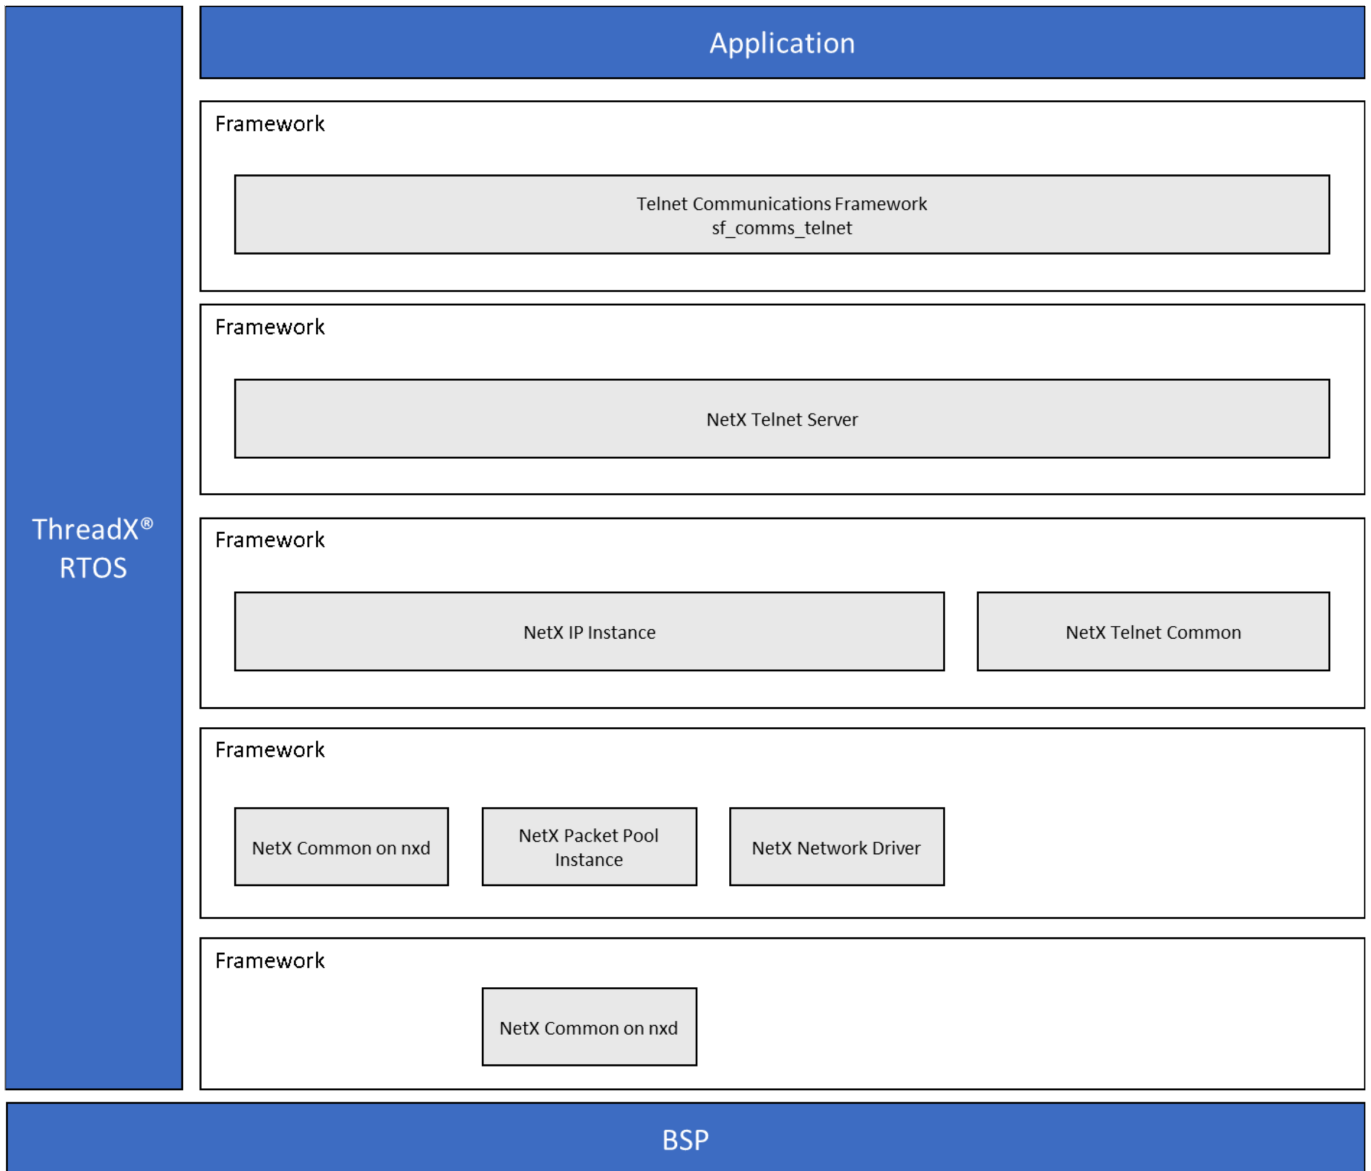 Application
Framework
Telnet Communications Framework
sf_comms_telnet
Framework
NetX Telnet Server
ThreadX®
RTOS
Framework
NetX IP Instance
NetX Telnet Common
Framework
NetX Common on nxd
NetX Packet Pool
Instance
NetX Network Driver
Framework
NetX Common on nxd
BSP